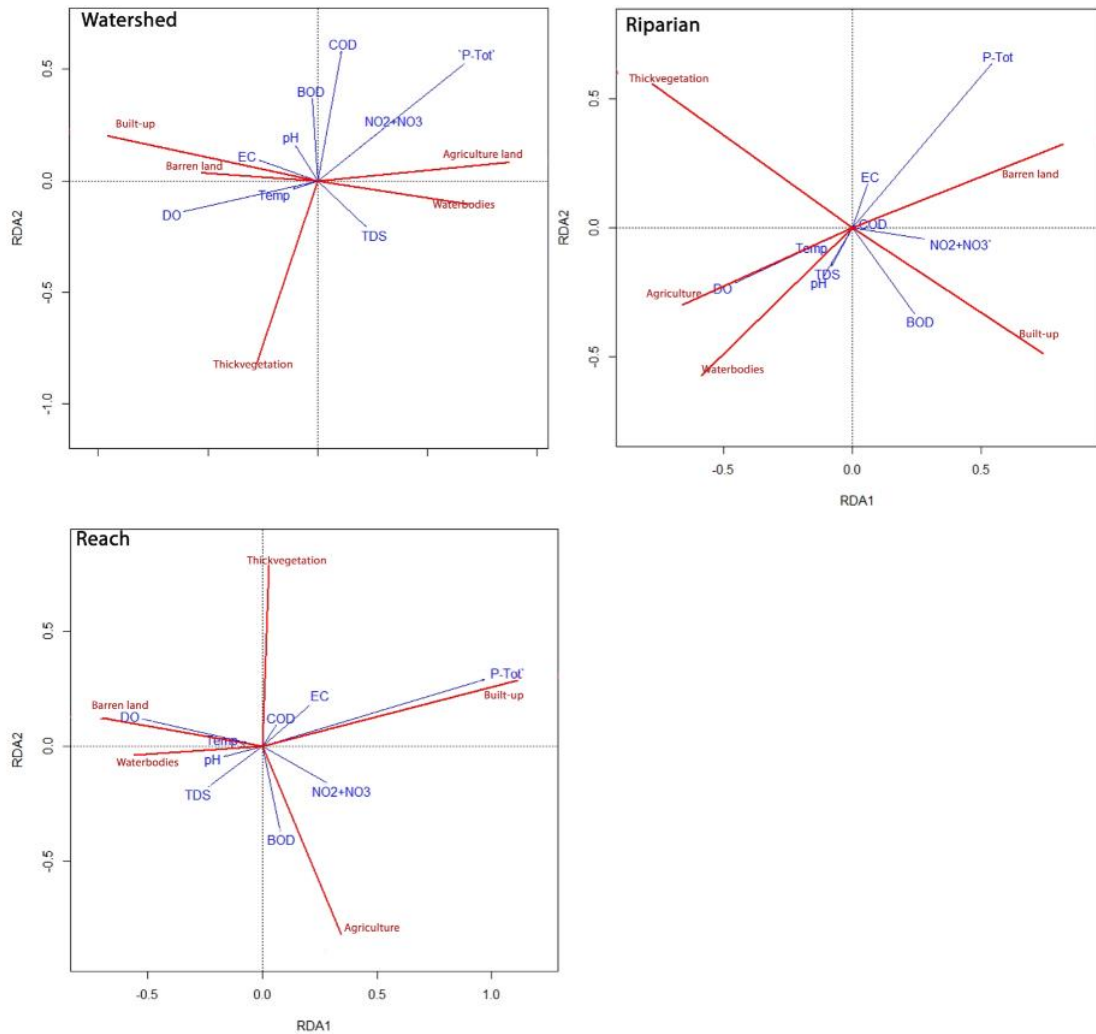 Watershed
COD
`P-Tot`
0.5
BOD
NO2+NO3
Built-up
pH
EC
Agriculture land
Barren land
0.0
Temp
Waterbodies
DO
TDS
RDA2
-0.5
Thickvegetation
-1.0
Riparian
P-Tot
Thickvegetation
0.5
EC
Barren land
COD
0.0
NO2+NO3`
Temp
RDA2
TDS
pH
Agriculture
DO
BOD
Built-up
Waterbodies
-0.5
-0.5
0.0
0.5
RDA1
Reach
Thickvegetation
0.5
P-Tot`
EC
Built-up
Barren land
DO
COD
Temp
0.0
pH
Waterbodies
RDA2
TDS
NO2+NO3
BOD
-0.5
Agriculture
-0.5
0.0
0.5
1.0
RDA1